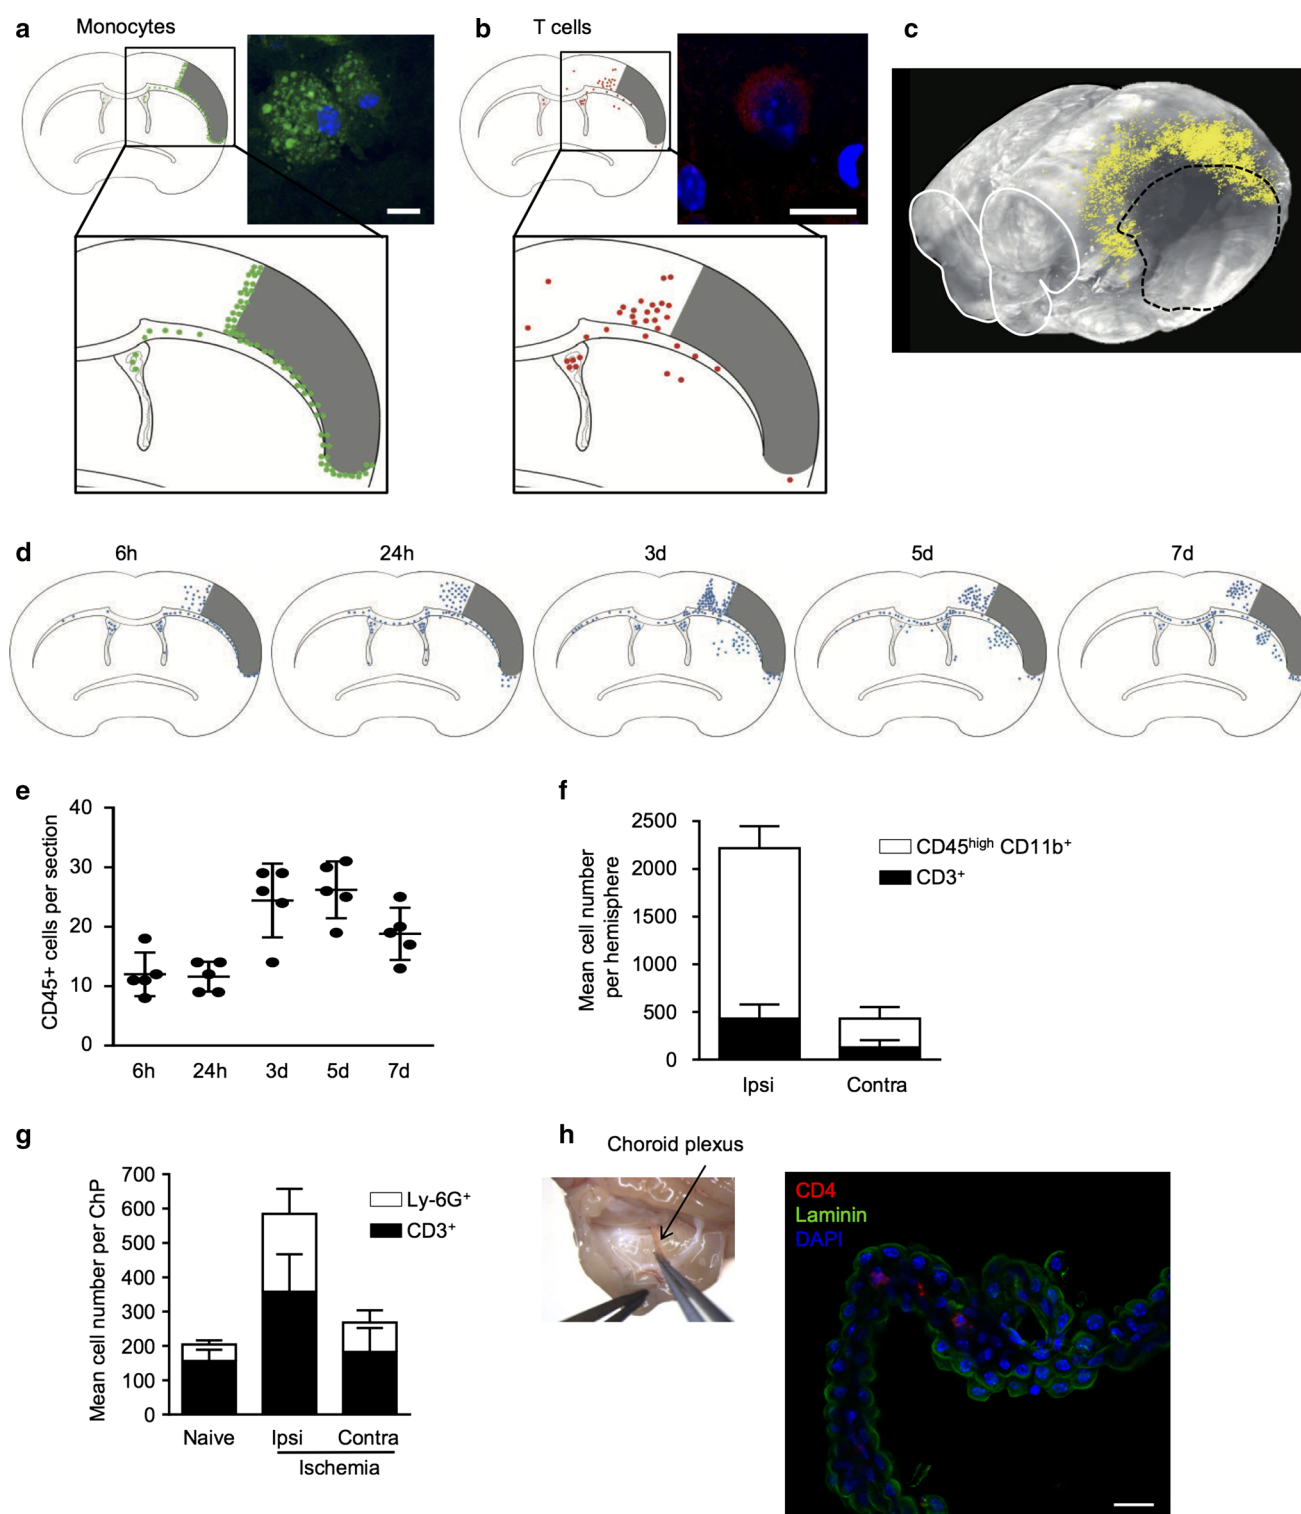 a Monocytes
b T cells
c
d
6h 24h 3d 5d 7d
e
CD45+ cells per section
40
30
20
10
0
6h 24h 3d 5d 7d
f
Mean cell number
per hemisphere
2500
2000
1500
1000
500
0
Ipsi Contra
CD45high CD11b+
CD3+
g
Mean cell number per ChP
700
600
500
400
300
200
100
0
Naive Ipsi Contra
Ischemia
Ly-6G+
CD3+
h
Choroid plexus
CD4
Laminin
DAPI